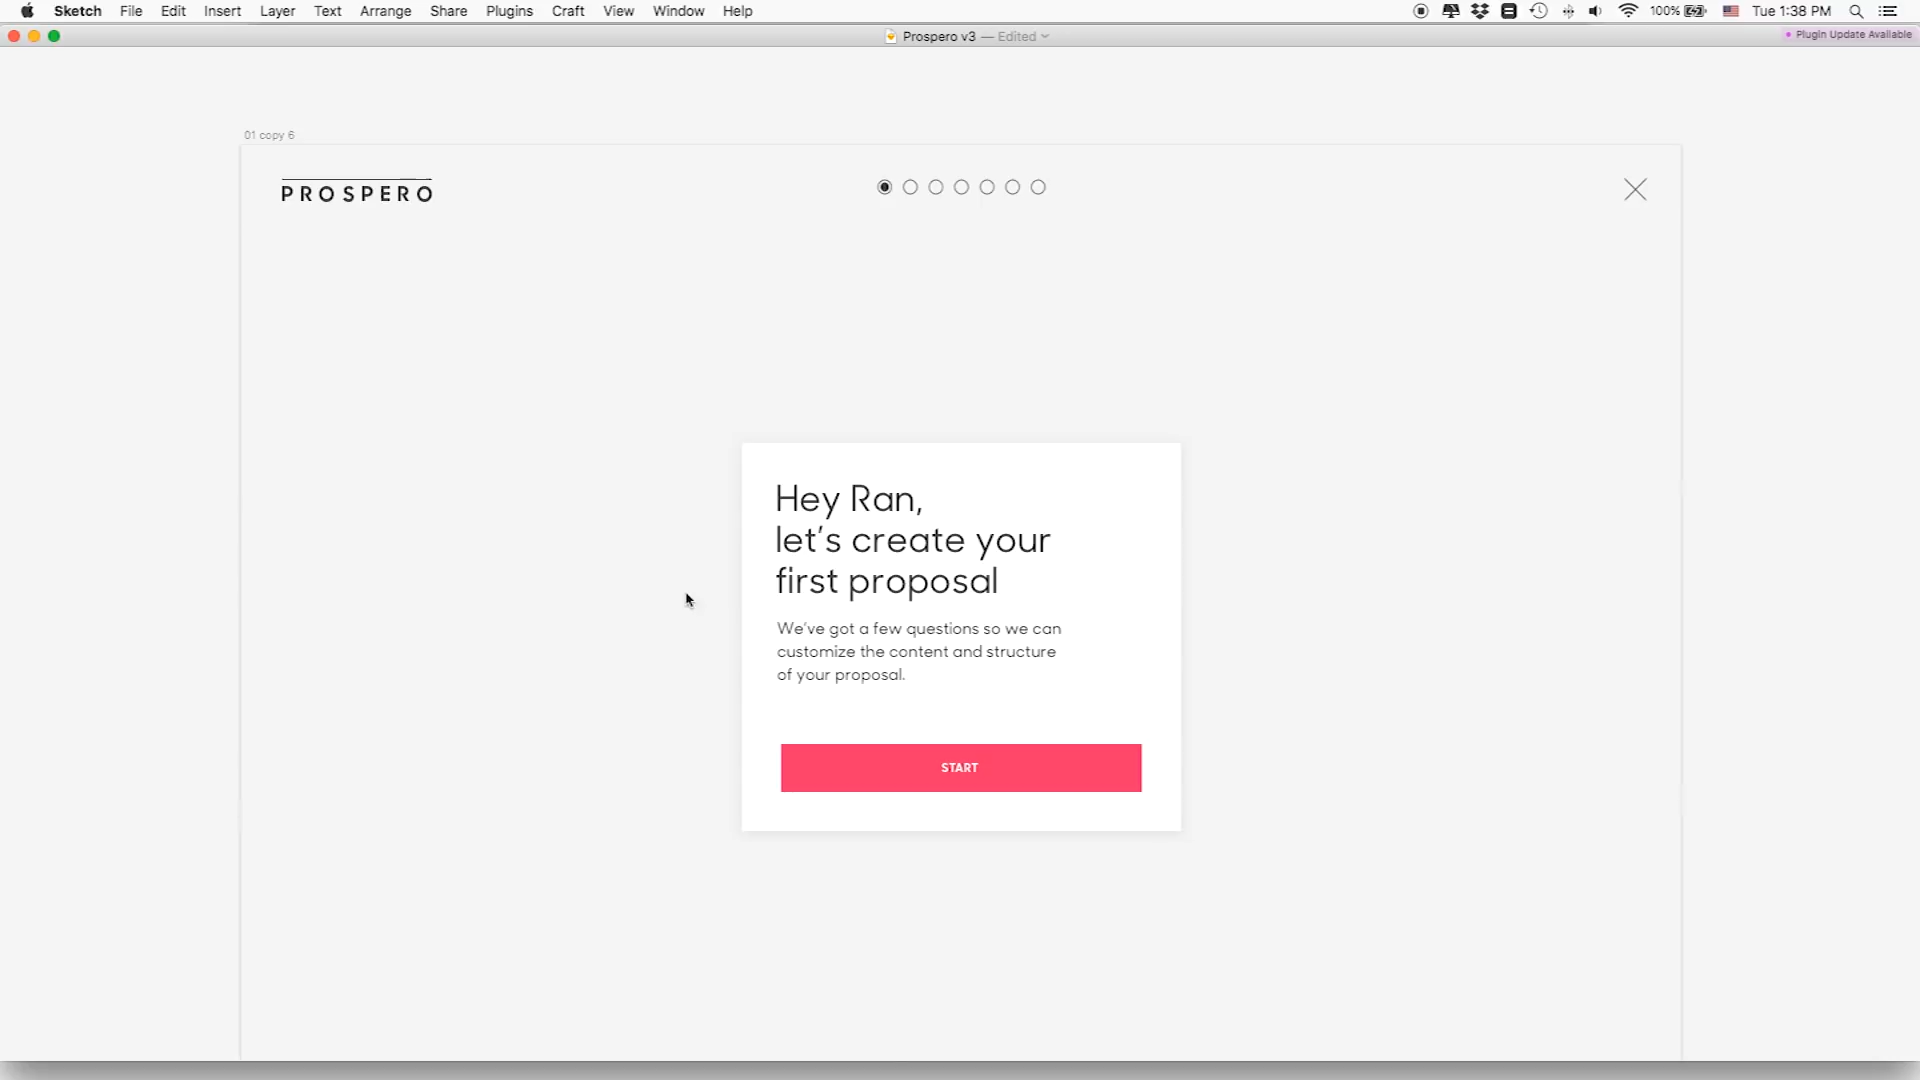 Sketch File Edit Insert Layer Text Arrange Share Plugins Craft View Window Help 100% Tue 1:38 PM
Prospero v3 — Edited
Plugin Update Available
01 copy 6
PROSPERO
Hey Ran,
let's create your
first proposal
We've got a few questions so we can
customize the content and structure
of your proposal.
START